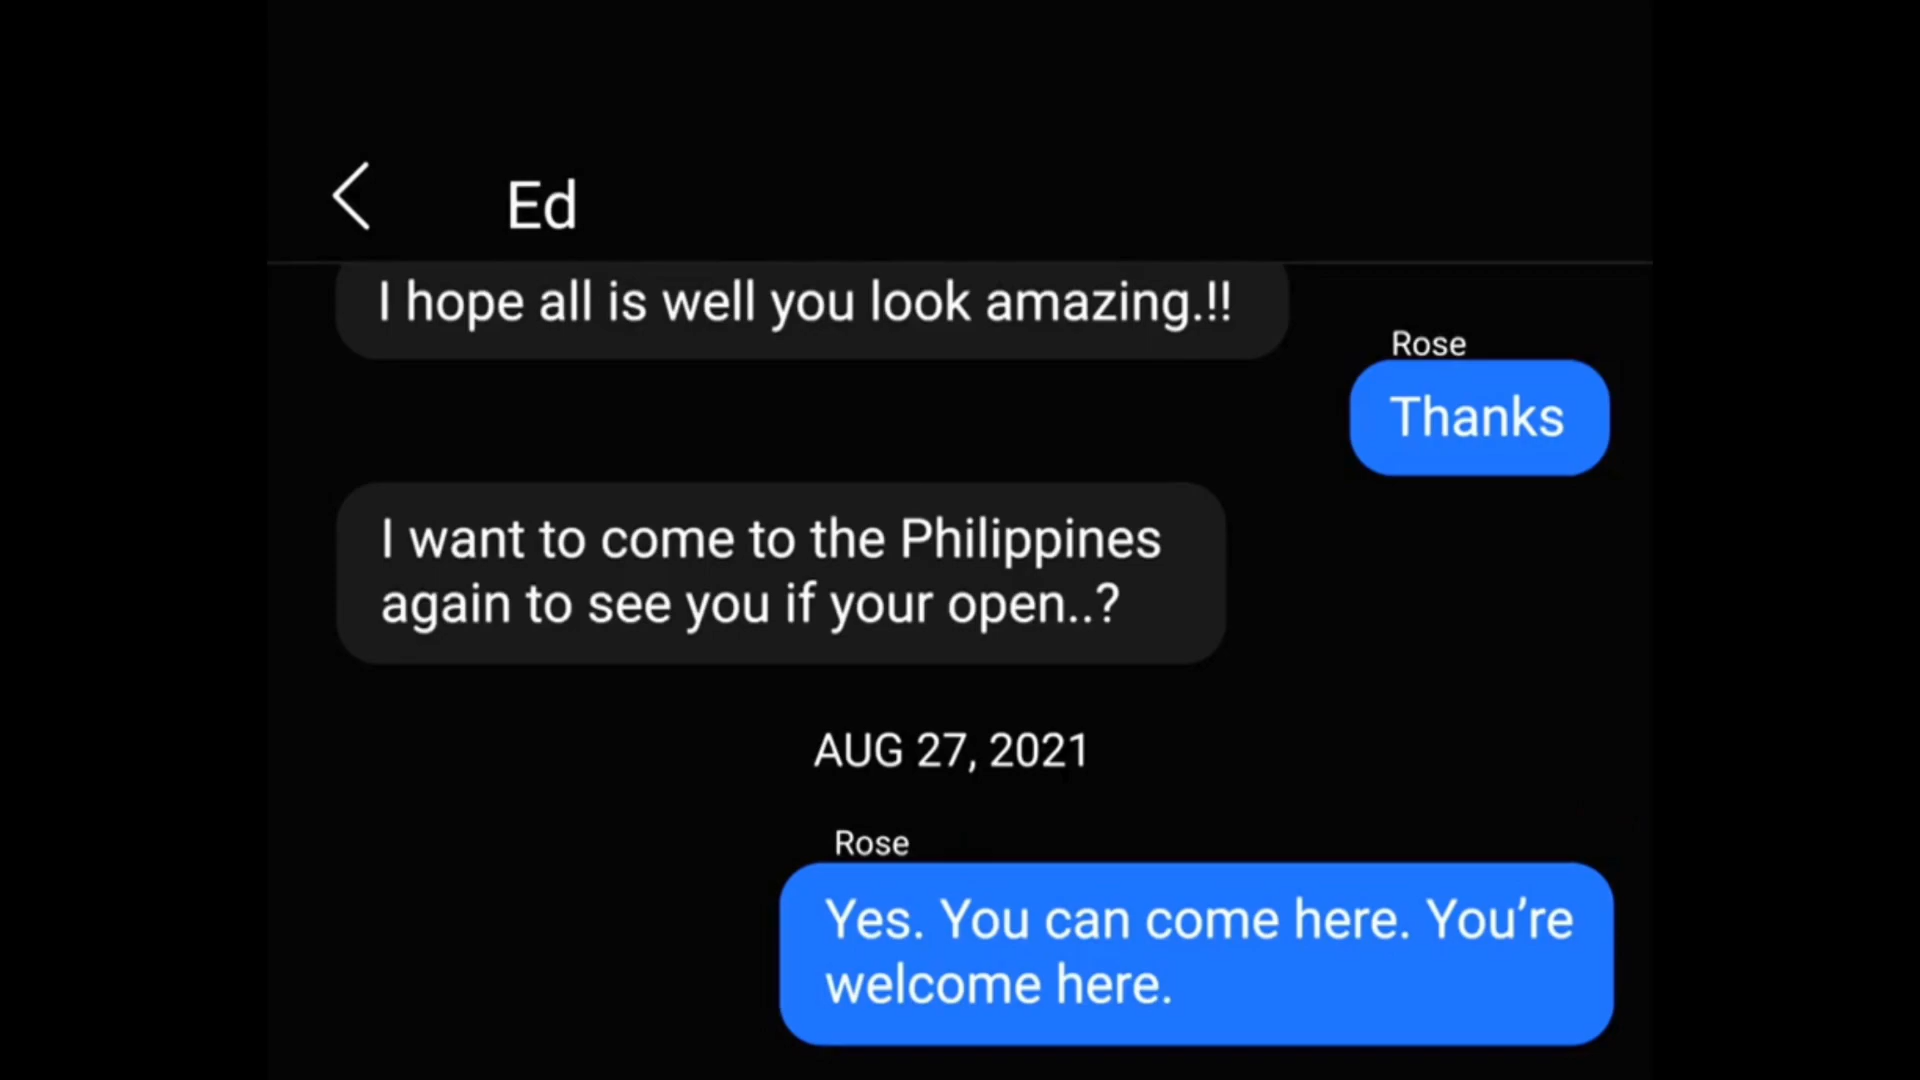 Ed
I hope all is well you look amazing.!!
Rose
Thanks
I want to come to the Philippines
again to see you if your open..?
AUG 27, 2021
Rose
Yes. You can come here. You’re
welcome here.